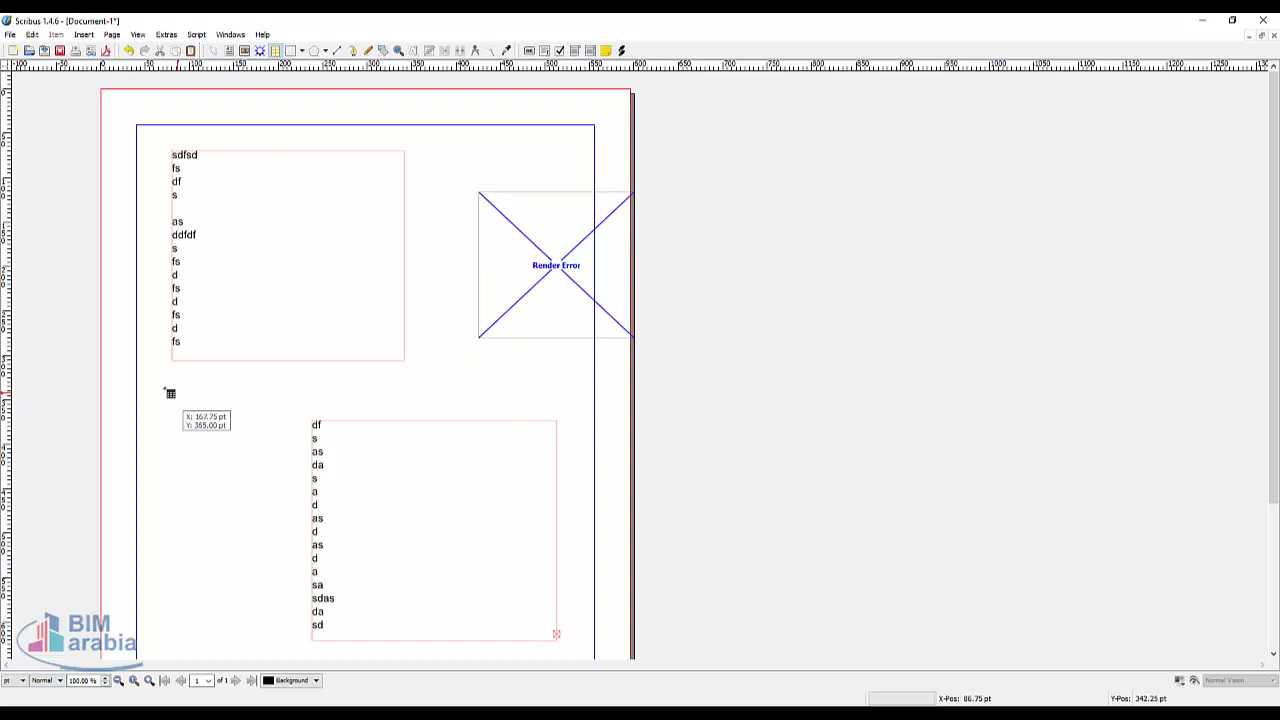 Scribus 1.4.6 - [Document-1*]
File Edit Item Insert Page View Extras Script Windows Help
sdfsd
fs
df
s
as
ddfdf
s
fs
d
fs
d
fs
d
fs
Render Error
X: 167.75 pt
Y: 365.00 pt
df
s
as
da
s
a
d
as
d
as
d
a
sa
sdas
da
sd
BIM
arabia
pt Normal 100.00 % 1 of 1 Background Normal Vision
X-Pos: 86.75 pt Y-Pos: 342.25 pt